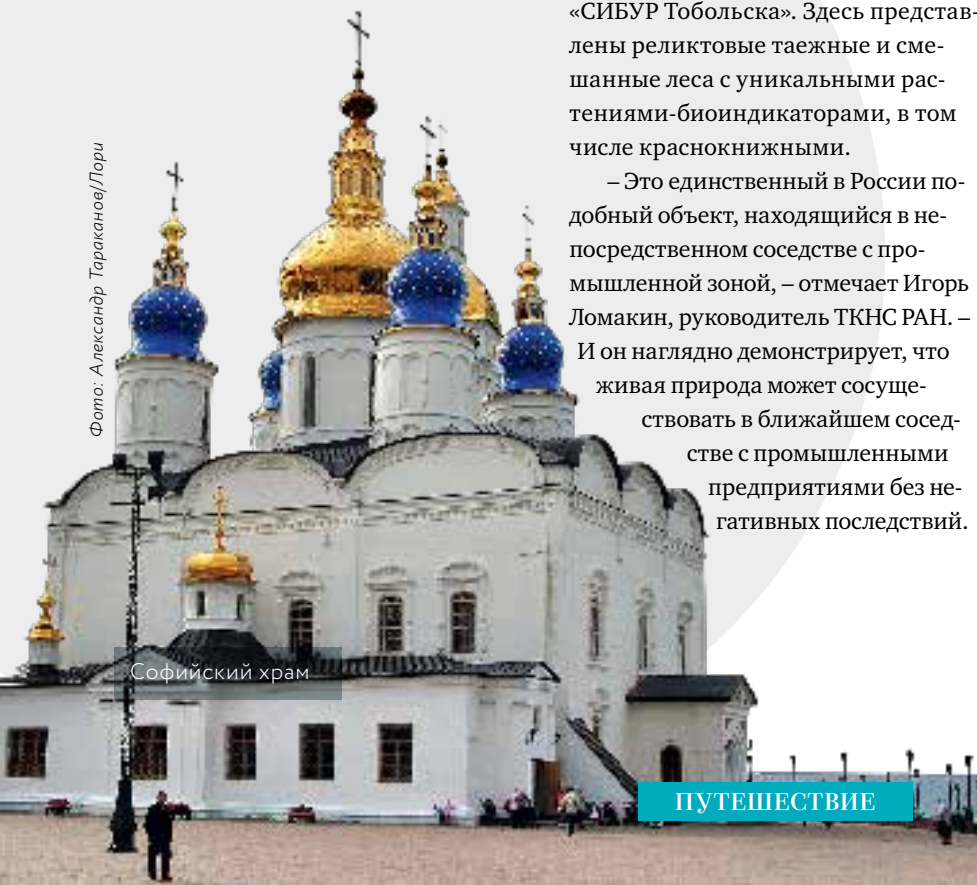 «СИБУР Тобольска». Здесь представ-
лены реликтовые таежные и сме-
шанные леса с уникальными рас-
тениями-биоиндикаторами, в том
числе краснокнижными.
– Это единственный в России по-
добный объект, находящийся в не-
посредственном соседстве с про-
мышленной зоной, – отмечает Игорь
Ломакин, руководитель ТКНС РАН. –
И он наглядно демонстрирует, что
живая природа может сосуще-
ствовать в ближайшем сосед-
стве с промышленными
предприятиями без не-
гативных последствий.
Фото: Александр Тараканов/Лори
Софийский храм
ПУТЕШЕСТВИЕ